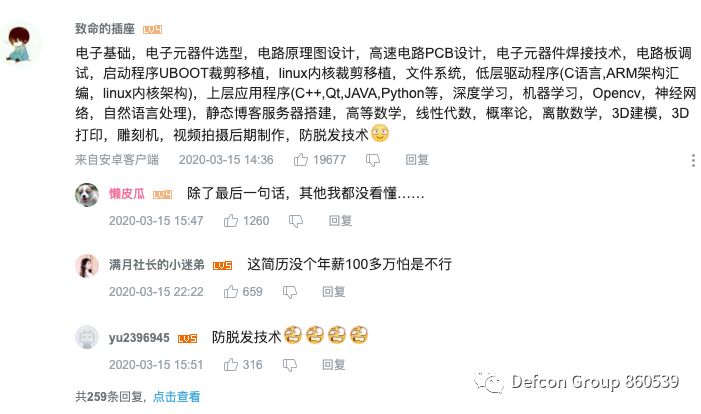 致命的插座 LV4
电子基础，电子元器件选型，电路原理图设计，高速电路PCB设计，电子元器件焊接技术，电路板调
试，启动程序UBOOT裁剪移植，linux内核裁剪移植，文件系统，低层驱动程序(C语言,ARM架构汇
编，linux内核架构)，上层应用程序(C++,Qt,JAVA,Python等，深度学习，机器学习，Opencv，神经网
络，自然语言处理)，静态博客服务器搭建，高等数学，线性代数，概率论，离散数学，3D建模，3D
打印，雕刻机，视频拍摄后期制作，防脱发技术
来自安卓客户端 2020-03-15 14:36 19677 回复
懒皮瓜 LV4 除了最后一句话，其他我都没看懂……
2020-03-15 15:47 1260 回复
满月社长的小迷弟 LV5 这简历没个年薪100多万怕是不行
2020-03-15 22:22 659 回复
yu2396945 LV5 防脱发技术
2020-03-15 15:51 316 回复
共259条回复, 点击查看
Defcon Group 860539